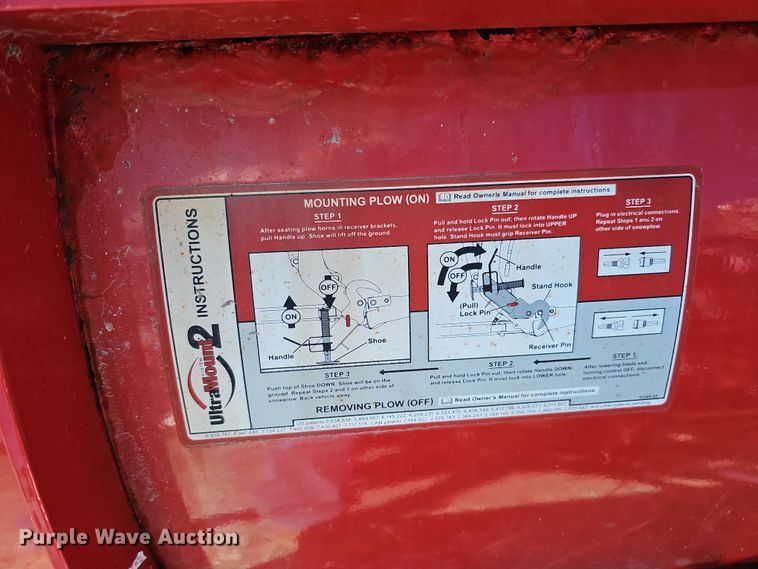 UltraMount 2
INSTRUCTIONS
MOUNTING PLOW (ON)
Read Owner's Manual for complete instructions.
STEP 1
After seating plow horns in receiver brackets,
pull Handle up. Shoe will lift off the ground.
ON
OFF
Handle
Shoe
STEP 2
Pull and hold Lock Pin out; then rotate Handle UP
and release Lock Pin. It must lock into UPPER
hole. Stand Hook must grip Receiver Pin.
ON
OFF
Handle
Stand Hook
(Pull)
Lock Pin
Receiver Pin
STEP 3
Plug in electrical connections.
Repeat Steps 1 and 2 on
other side of snowplow.
STEP 3
Push top of Shoe DOWN. Shoe will be on the
ground. Repeat Steps 2 and 3 on other side of
snowplow. Back vehicle away.
STEP 2
Pull and hold Lock Pin out; then rotate Handle DOWN
and release Lock Pin. It must lock into LOWER hole.
STEP 1
After lowering blade and
turning control OFF, disconnect
electrical connections.
REMOVING PLOW (OFF)
Read Owner's Manual for complete instructions.
Purple Wave Auction